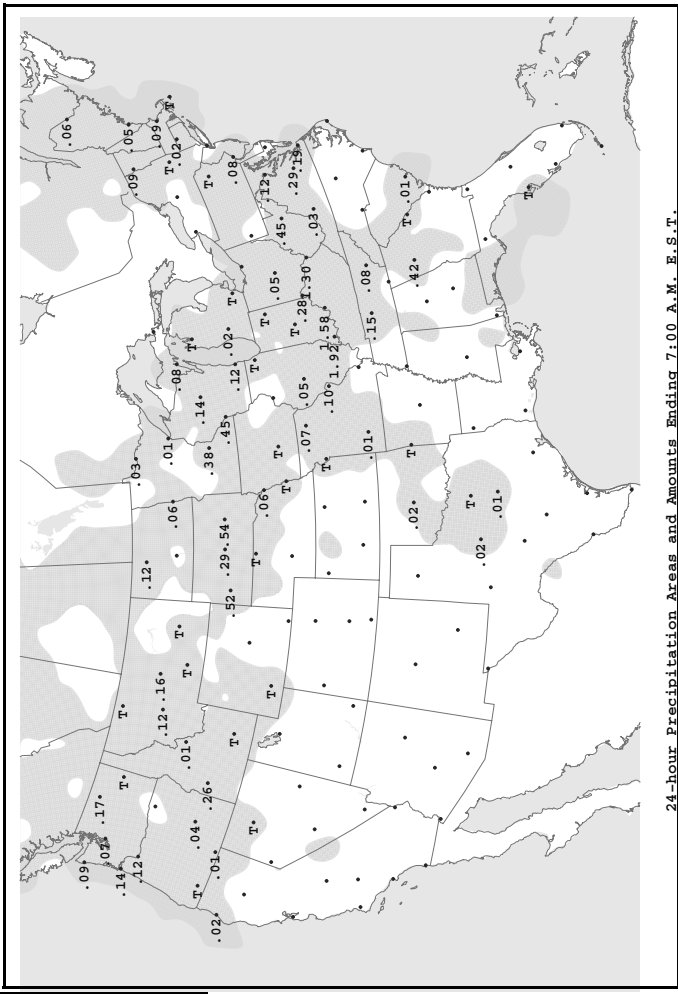 .06
.09
.17
.07
.14
T
T
.05
.09
.03
.12
.12
.09
.12
.16
.01
T
T
.06
.08
.02
T
.01
T
T
.04
T
.14
.26
T
.38
.01
.02
.29
.54
.45
.02
.52
T
.08
T
.12
T
T
T
.06
.12
T
T
.05
T
.45
T
.29
T
.19
.28
.05
1.30
.07
.03
1.58
T
.10
1.92
.08
.01
.15
.01
T
T
.02
.42
T
.02
.01
T
24-hour Precipitation Areas and Amounts Ending 7:00 A.M. E.S.T.